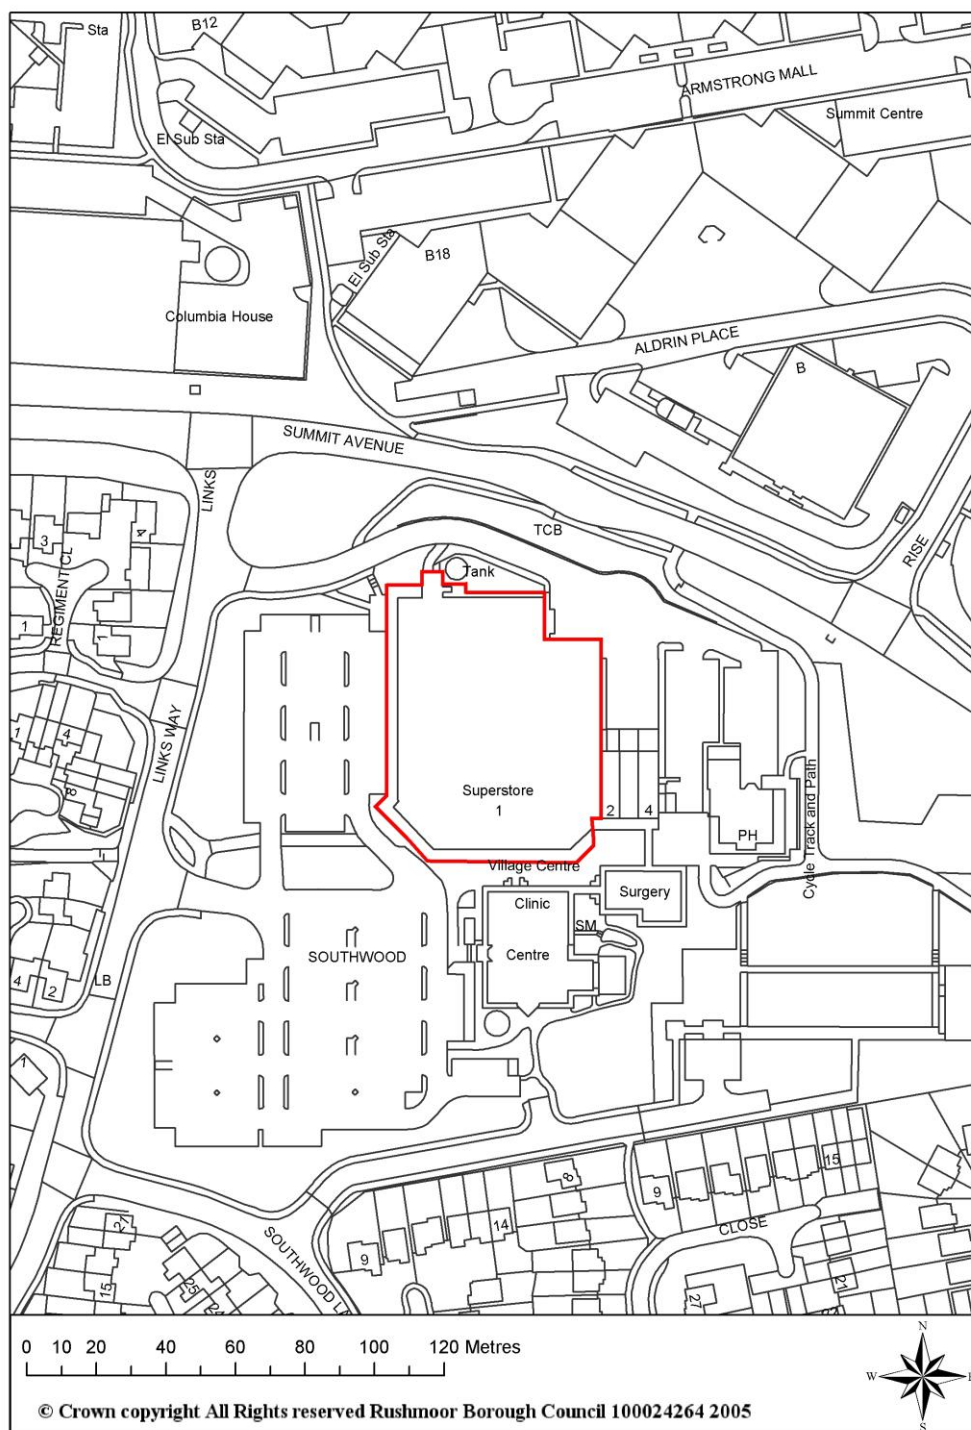 Sta
B12
ARMSTRONG MALL
Summit Centre
El Sub Sta
El Sub Sta
B18
Columbia House
ALDRIN PLACE
B
SUMMIT AVENUE
LINKS
TCB
RISE
3
4
REGIMENT CL
1
1
Tank
LINKS WAY
1
4
8
Superstore
1
2
4
PH
Cycle Track and Path
Village Centre
Clinic
Surgery
SM
Centre
SOUTHWOOD
4
2
LB
1
8
15
9
14
9
CLOSE
21
15
25
24
SOUTHWOOD LA
27
21
0 10 20 40 60 80 100 120 Metres
N
W
E
S
© Crown copyright All Rights reserved Rushmoor Borough Council 100024264 2005